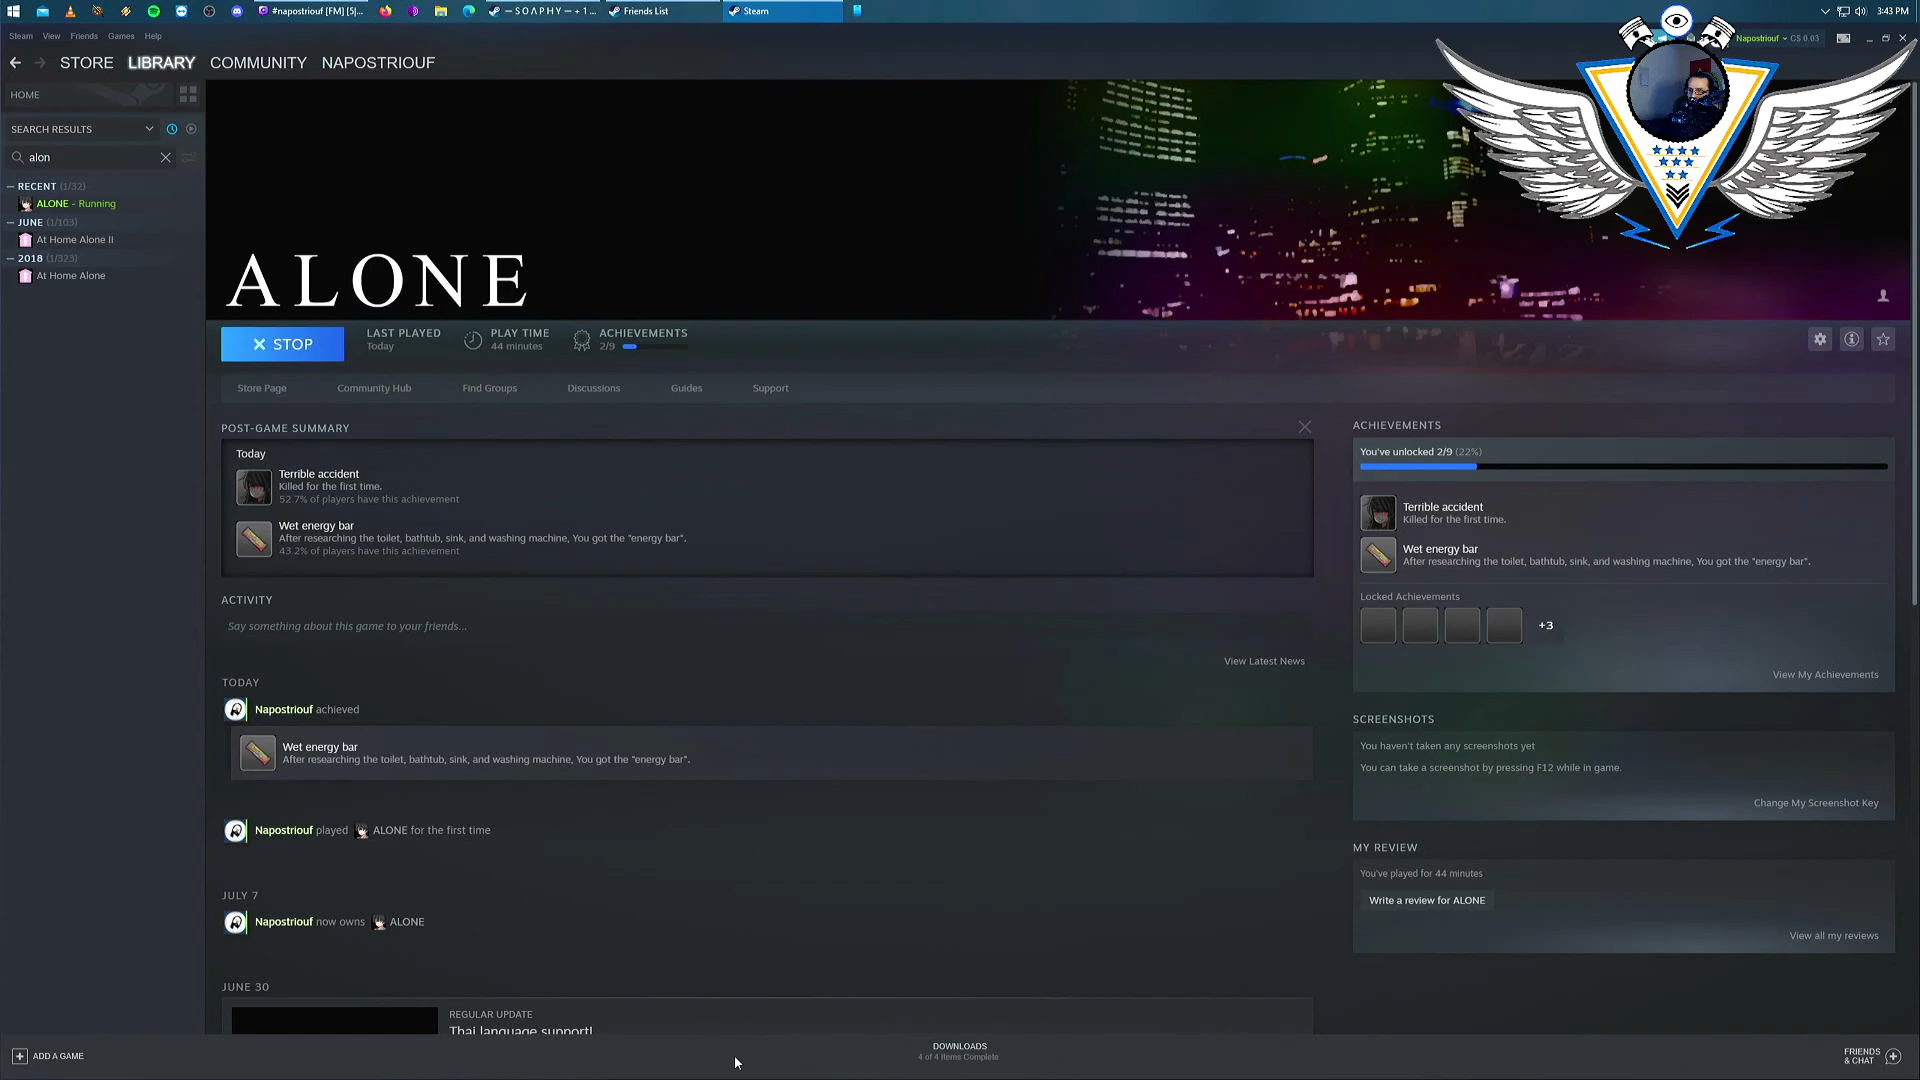 #napostriouf [FM] [5|...
— S O Λ P H Y — + 1 ...
Friends List
Steam
3:43 PM
Steam View Friends Games Help
Napostriouf
C$ 0.03
STORE LIBRARY COMMUNITY NAPOSTRIOUF
HOME
SEARCH RESULTS
alon
— RECENT (1/32)
ALONE - Running
— JUNE (1/103)
At Home Alone II
— 2018 (1/323)
At Home Alone
ALONE
STOP
LAST PLAYED
Today
PLAY TIME
44 minutes
ACHIEVEMENTS
2/9
Store Page Community Hub Find Groups Discussions Guides Support
POST-GAME SUMMARY
Today
Terrible accident
Killed for the first time.
52.7% of players have this achievement
Wet energy bar
After researching the toilet, bathtub, sink, and washing machine, You got the "energy bar".
43.2% of players have this achievement
ACTIVITY
Say something about this game to your friends...
View Latest News
TODAY
Napostriouf achieved
Wet energy bar
After researching the toilet, bathtub, sink, and washing machine, You got the "energy bar".
Napostriouf played ALONE for the first time
JULY 7
Napostriouf now owns ALONE
JUNE 30
REGULAR UPDATE
Thai language support!
ACHIEVEMENTS
You've unlocked 2/9 (22%)
Terrible accident
Killed for the first time.
Wet energy bar
After researching the toilet, bathtub, sink, and washing machine, You got the "energy bar".
Locked Achievements
+3
View My Achievements
SCREENSHOTS
You haven't taken any screenshots yet
You can take a screenshot by pressing F12 while in game.
Change My Screenshot Key
MY REVIEW
You've played for 44 minutes
Write a review for ALONE
View all my reviews
ADD A GAME
DOWNLOADS
4 of 4 Items Complete
FRIENDS
& CHAT